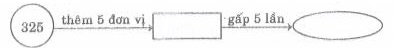 325 thêm 5 đơn vị gấp 5 lần